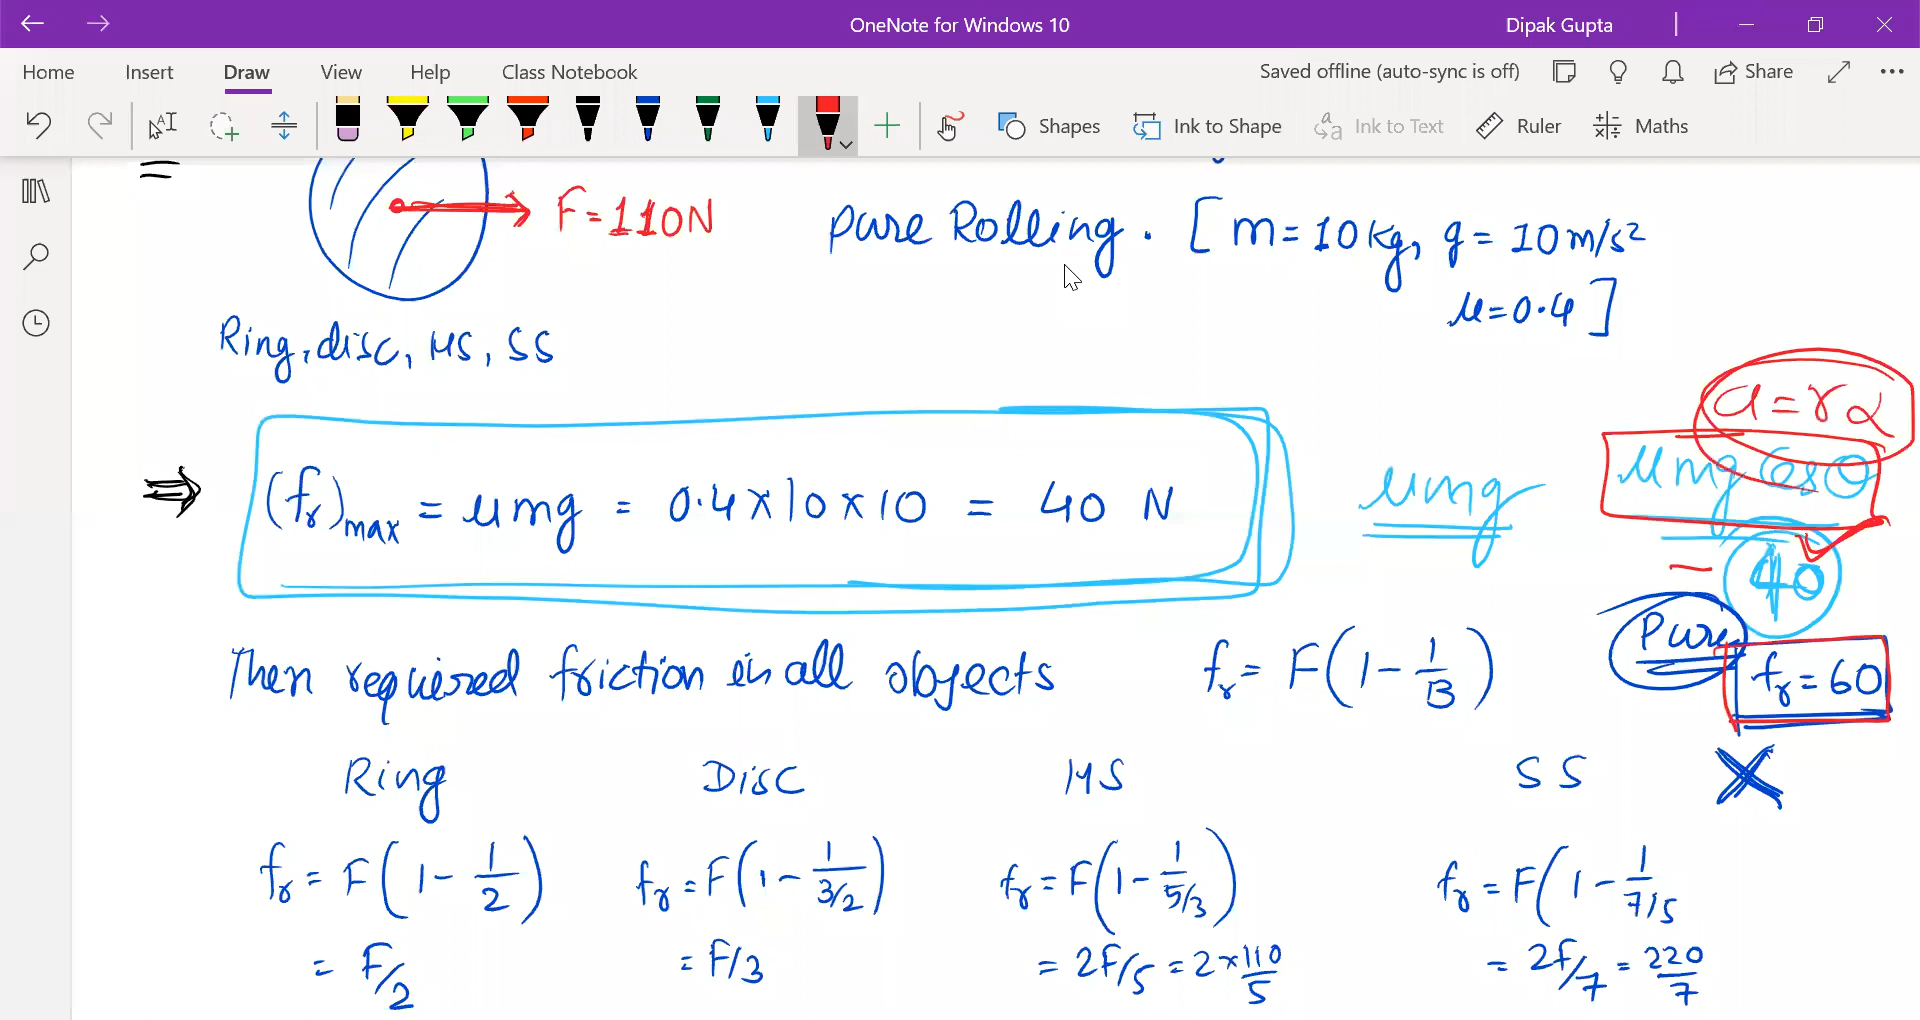 OneNote for Windows 10
Dipak Gupta
Home Insert Draw View Help Class Notebook
Saved offline (auto-sync is off) Share
Shapes Ink to Shape Ink to Text Ruler Maths
F = 110N
Pure Rolling. [m = 10 kg, g = 10 m/s²
μ = 0.4]
Ring, disc, HS, SS
a = rα
(fr)max = μmg = 0.4 × 10 × 10 = 40 N
μmg
μmg Cosθ
= 40
Then requiered friction in all objects fr = F(1 - 1/B)
Pure
fr = 60
Ring Disc HS SS
fr = F(1 - 1/2) fr = F(1 - 1/3/2) fr = F(1 - 1/5/3) fr = F(1 - 1/7/5
= F/2 = F/3 = 2F/5 = 2×110/5 = 2F/7 = 220/7